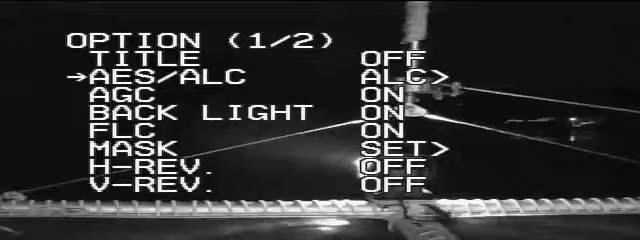 OPTION (1/2)
TITLE OFF
→AES/ALC ALC>
AGC ON
BACK LIGHT ON
FLC ON
MASK SET>
H-REV. OFF
V-REV. OFF